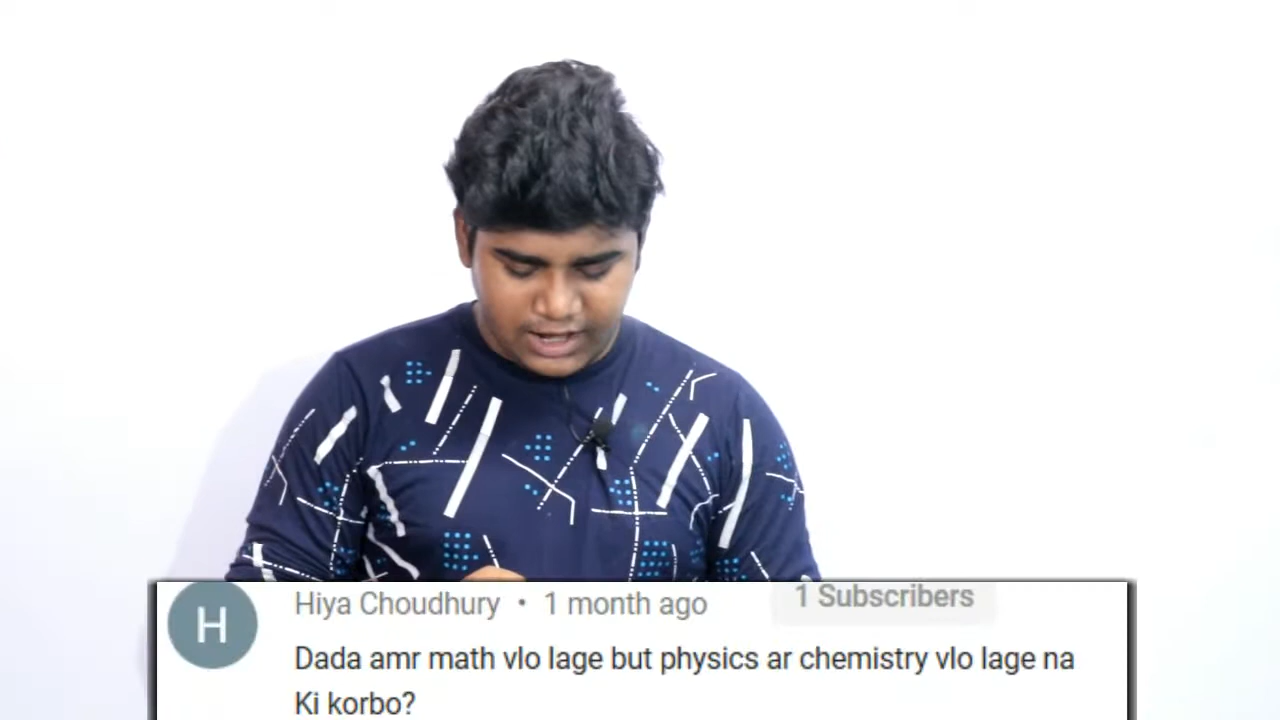 H
Hiya Choudhury • 1 month ago
1 Subscribers
Dada amr math vlo lage but physics ar chemistry vlo lage na
Ki korbo?